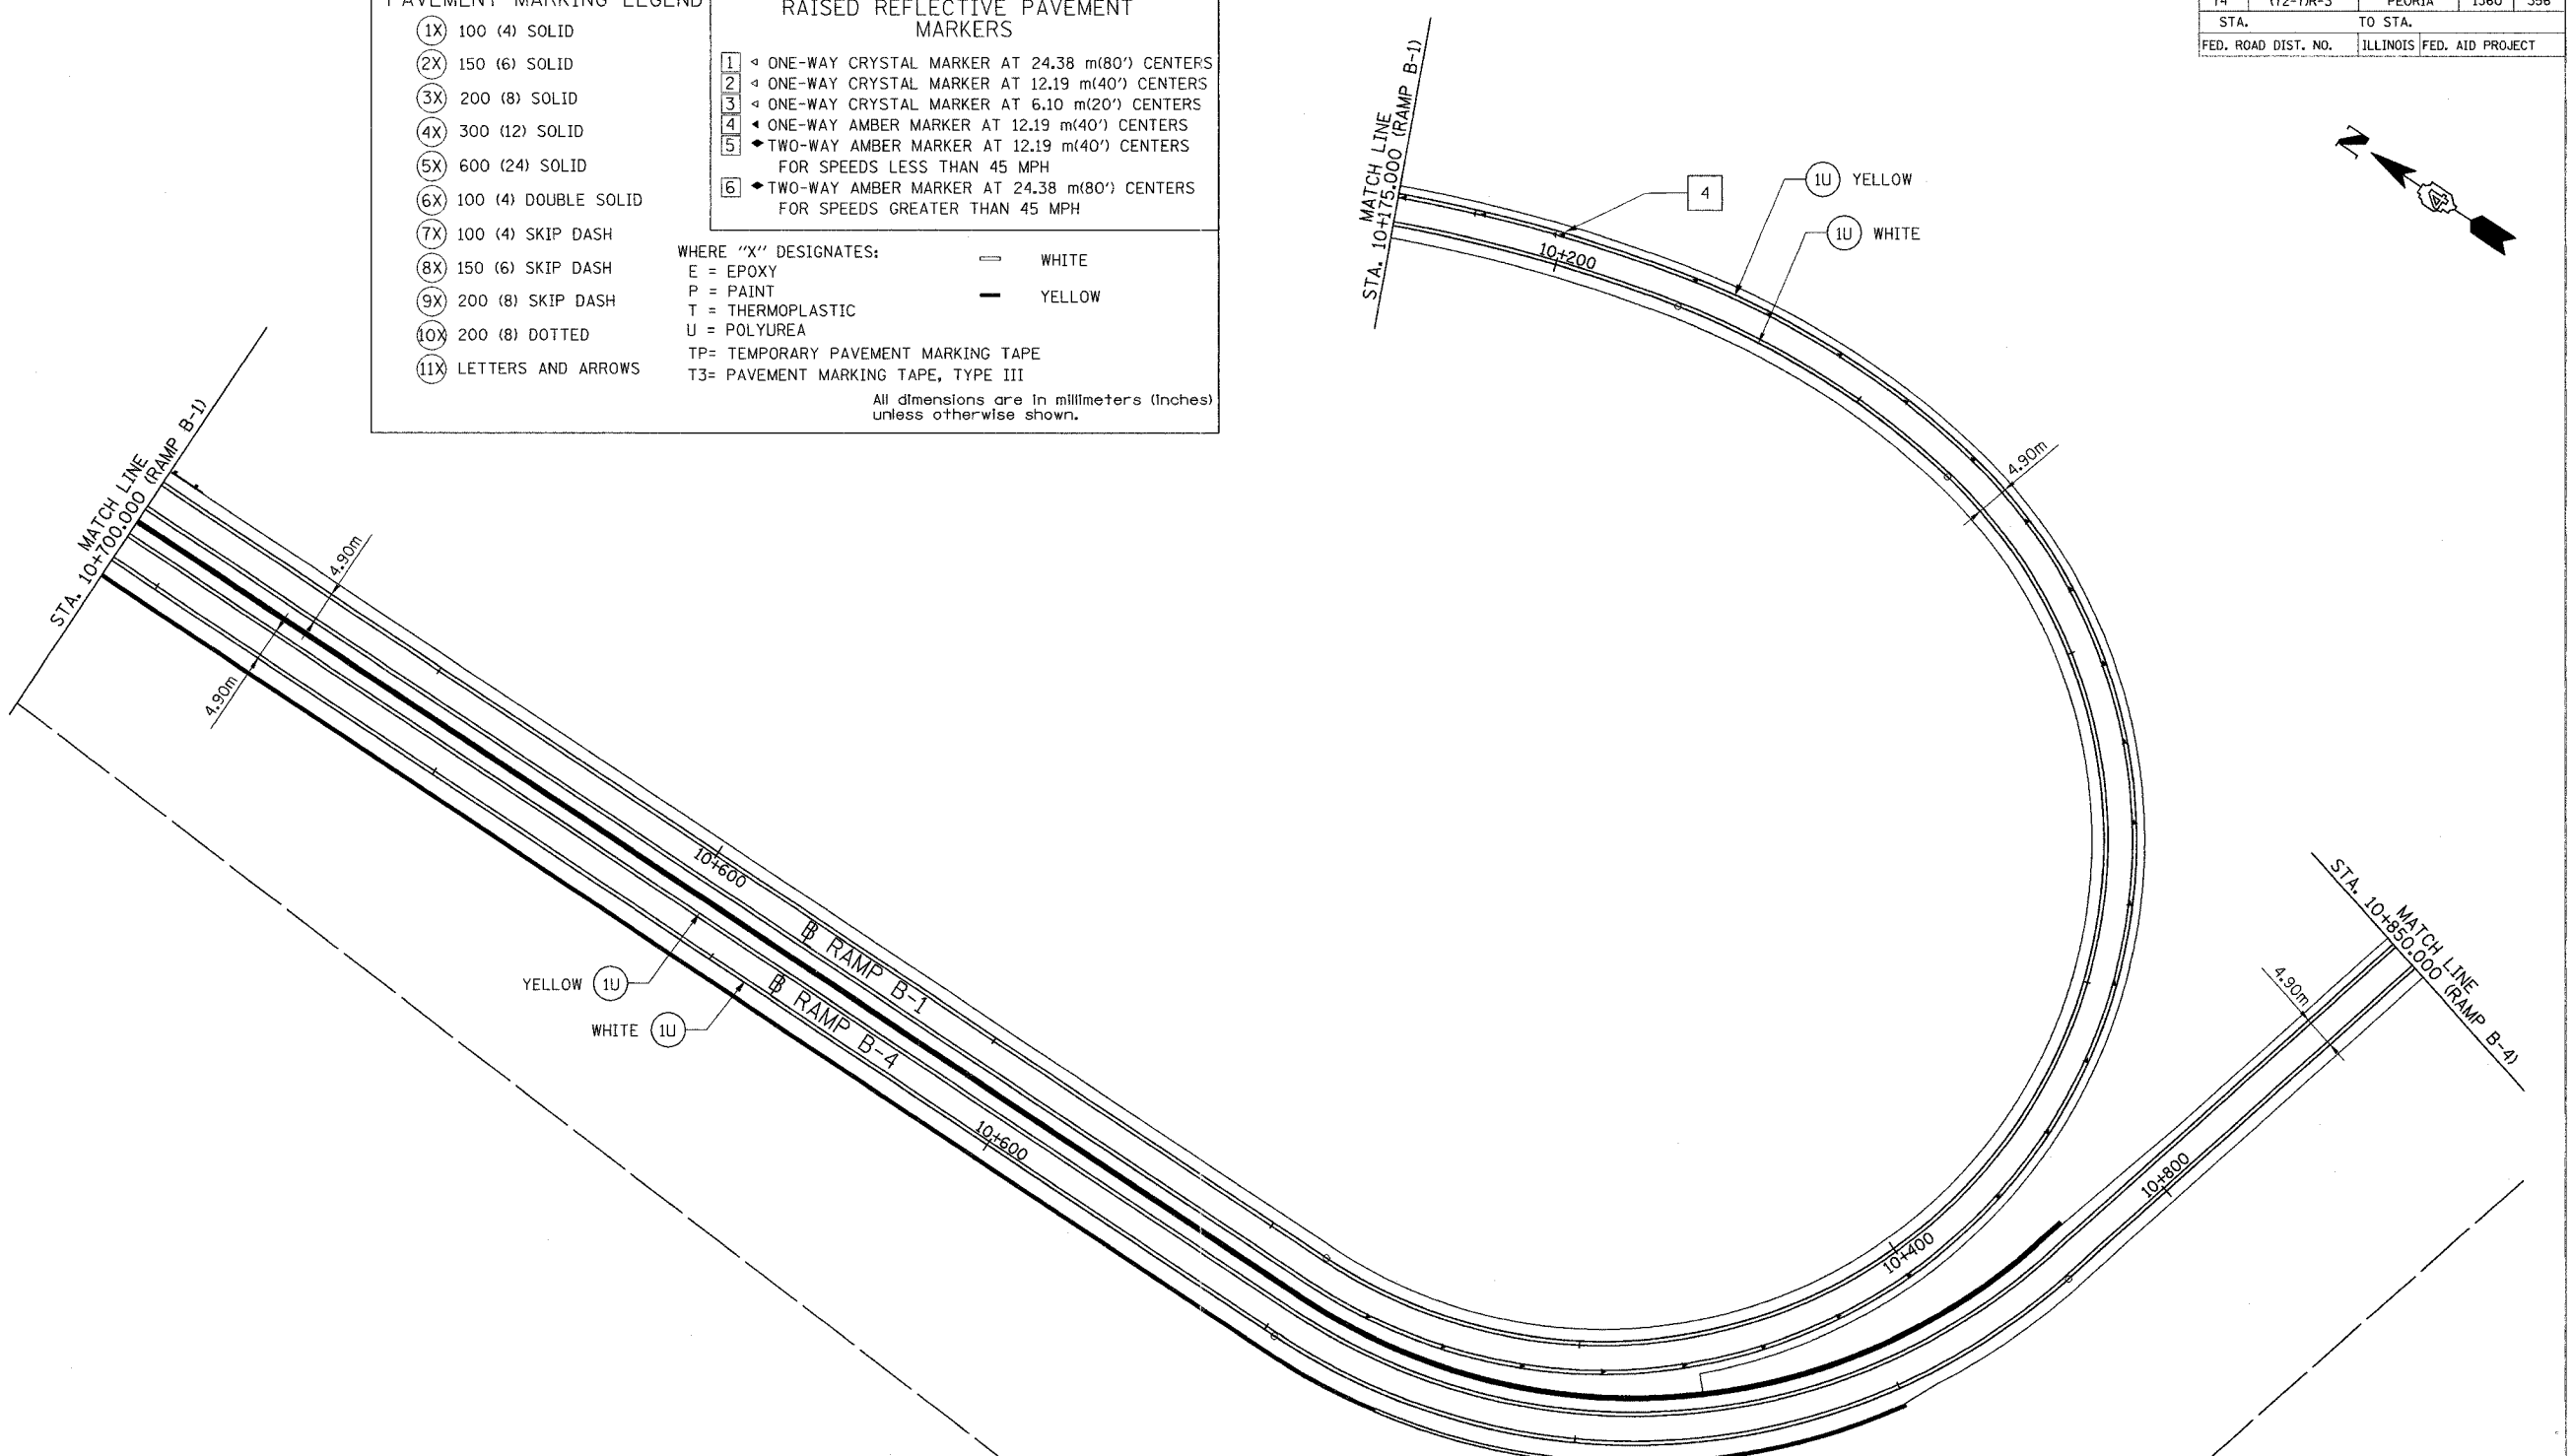 PAVEMENT MARKING LEGEND
1X 100 (4) SOLID
2X 150 (6) SOLID
3X 200 (8) SOLID
4X 300 (12) SOLID
5X 600 (24) SOLID
6X 100 (4) DOUBLE SOLID
7X 100 (4) SKIP DASH
8X 150 (6) SKIP DASH
9X 200 (8) SKIP DASH
10X 200 (8) DOTTED
11X LETTERS AND ARROWS
RAISED REFLECTIVE PAVEMENT
MARKERS
1 ONE-WAY CRYSTAL MARKER AT 24.38 m(80') CENTERS
2 ONE-WAY CRYSTAL MARKER AT 12.19 m(40') CENTERS
3 ONE-WAY CRYSTAL MARKER AT 6.10 m(20') CENTERS
4 ONE-WAY AMBER MARKER AT 12.19 m(40') CENTERS
5 TWO-WAY AMBER MARKER AT 12.19 m(40') CENTERS
FOR SPEEDS LESS THAN 45 MPH
6 TWO-WAY AMBER MARKER AT 24.38 m(80') CENTERS
FOR SPEEDS GREATER THAN 45 MPH
WHERE "X" DESIGNATES:
E = EPOXY
P = PAINT
T = THERMOPLASTIC
U = POLYUREA
TP= TEMPORARY PAVEMENT MARKING TAPE
T3= PAVEMENT MARKING TAPE, TYPE III
WHITE
YELLOW
All dimensions are in millimeters (inches)
unless otherwise shown.
PEORIA
STA. TO STA.
FED. ROAD DIST. NO. ILLINOIS FED. AID PROJECT
N
4
MATCH LINE
STA. 10+175.000 (RAMP B-1)
4
1U YELLOW
1U WHITE
10+200
4.90m
MATCH LINE
STA. 10+700.000 (RAMP B-1)
4.90m
4.90m
10+600
B RAMP B-1
YELLOW 1U
WHITE 1U
B RAMP B-4
10+600
10+400
10+800
4.90m
MATCH LINE
STA. 10+850.000 (RAMP B-4)